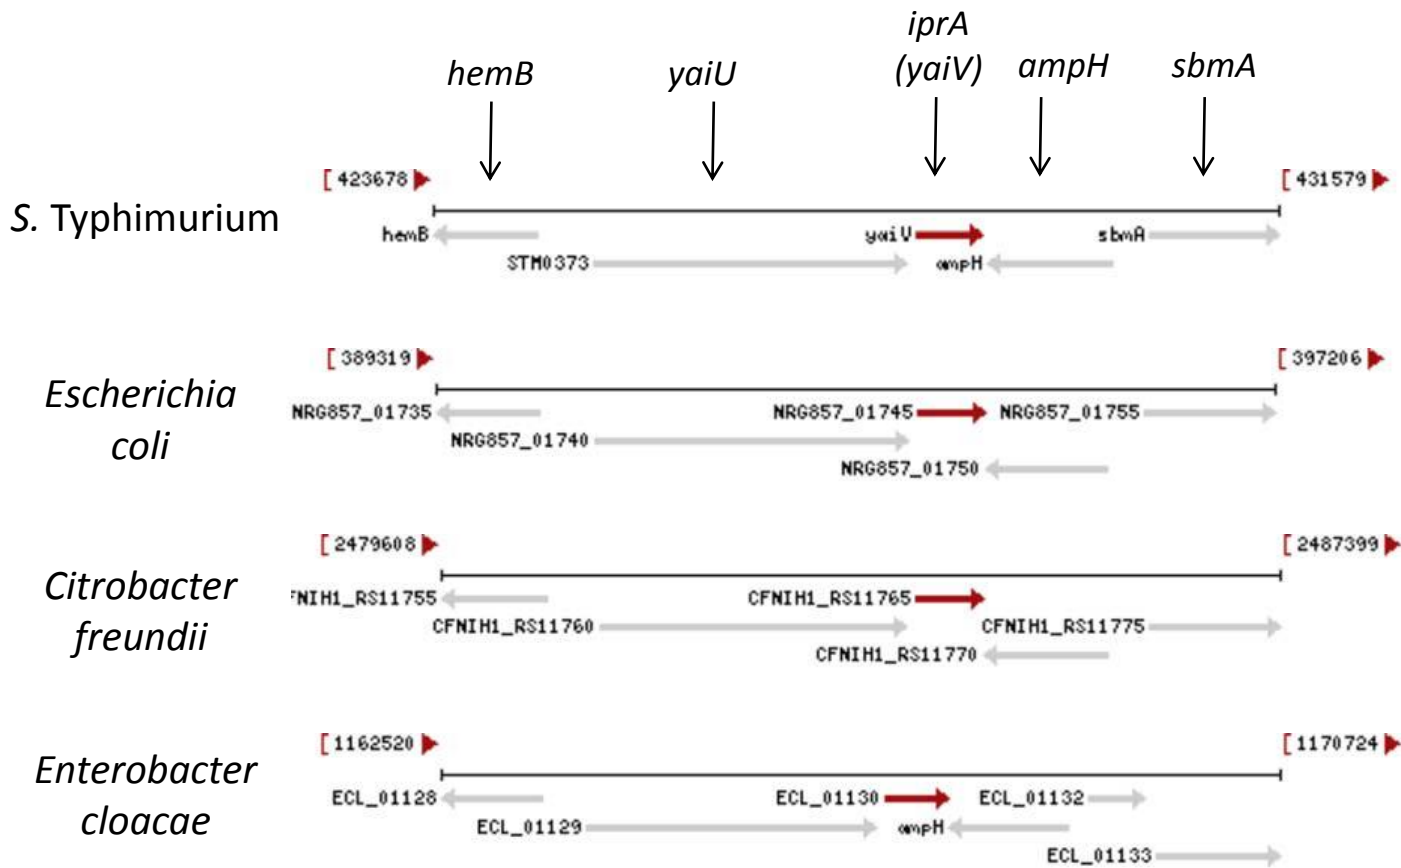 iprA
hemB yaiU (yaiV) ampH sbmA
[ 423678 [ 431579
S. Typhimurium
hemB yaiV sbmA
STM0373 ampH
[ 389319 [ 397206
Escherichia
coli
NRG857_01735 NRG857_01745 NRG857_01755
NRG857_01740
NRG857_01750
[ 2479608 [ 2487399
Citrobacter
freundii
FNIH1_RS11755 CFNIH1_RS11765
CFNIH1_RS11760 CFNIH1_RS11775
CFNIH1_RS11770
[ 1162520 [ 1170724
Enterobacter
cloacae
ECL_01128 ECL_01130 ECL_01132
ECL_01129 ampH
ECL_01133